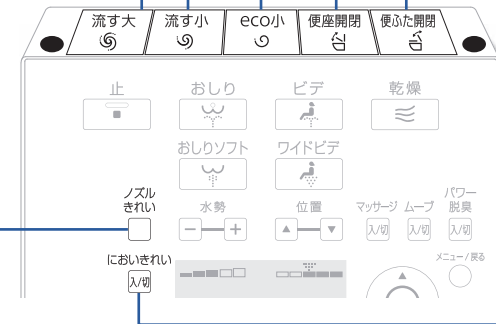 流す大 流す小 eco小 便座開閉 便ふた開閉
止 おしり ビデ 乾燥
おしりソフト ワイドビデ
ノズル
きれい
水勢 位置 マッサージ ムーブ パワー
脱臭
入/切 入/切 入/切
においきれい
入/切
メニュー/戻る